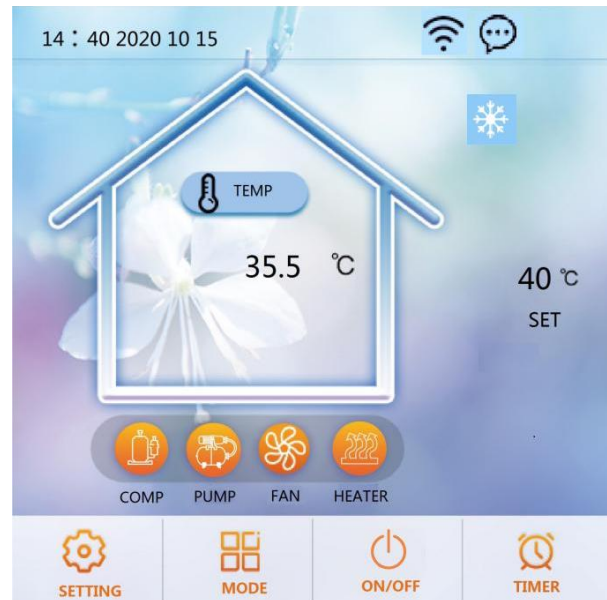 14：40 2020 10 15
TEMP
35.5 ℃
40 ℃
SET
COMP PUMP FAN HEATER
SETTING MODE ON/OFF TIMER